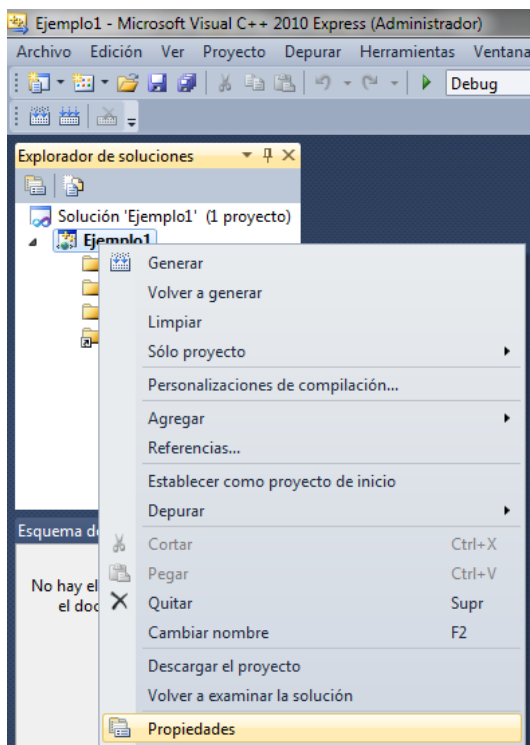 Ejemplo1 - Microsoft Visual C++ 2010 Express (Administrador)
Archivo Edición Ver Proyecto Depurar Herramientas Ventana
Debug
Explorador de soluciones
Solución 'Ejemplo1' (1 proyecto)
Ejemplo1
Generar
Volver a generar
Limpiar
Sólo proyecto
Personalizaciones de compilación...
Agregar
Referencias...
Establecer como proyecto de inicio
Depurar
Esquema de
Cortar Ctrl+X
Pegar Ctrl+V
No hay el
Quitar Supr
el doc
Cambiar nombre F2
Descargar el proyecto
Volver a examinar la solución
Propiedades